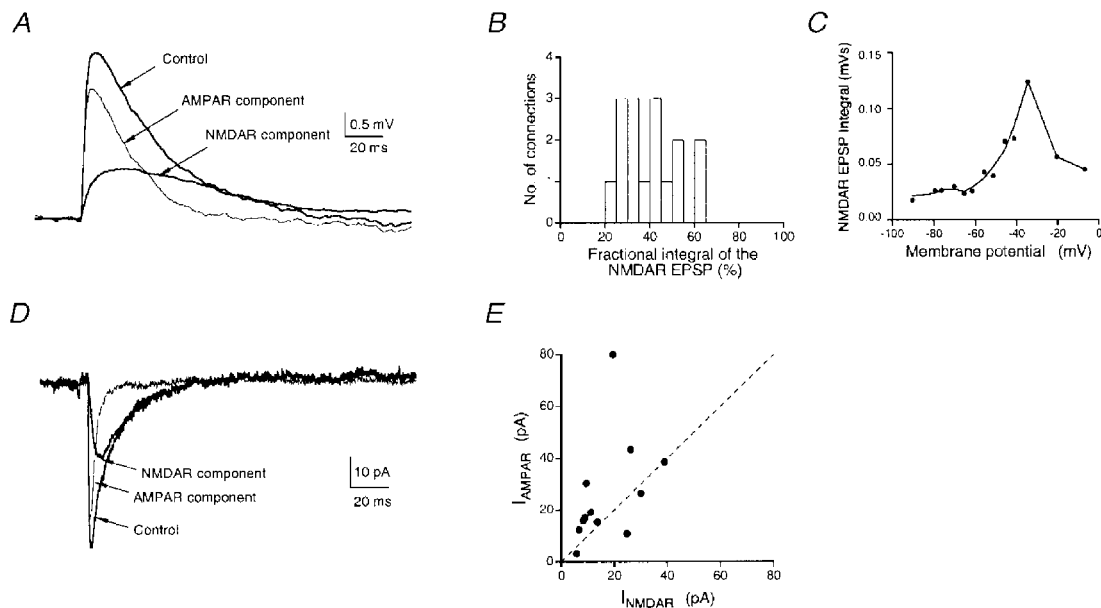 A
Control
AMPAR component
NMDAR component
0.5 mV
20 ms
B
No. of connections
4
3
2
1
0
0 20 40 60 80 100
Fractional integral of the
NMDAR EPSP (%)
C
NMDAR EPSP Integral (mVs)
0.15
0.10
0.05
0.00
-100 -80 -60 -40 -20 0
Membrane potential (mV)
D
NMDAR component
AMPAR component
Control
10 pA
20 ms
E
I_AMPAR (pA)
80
60
40
20
0
0 20 40 60 80
I_NMDAR (pA)